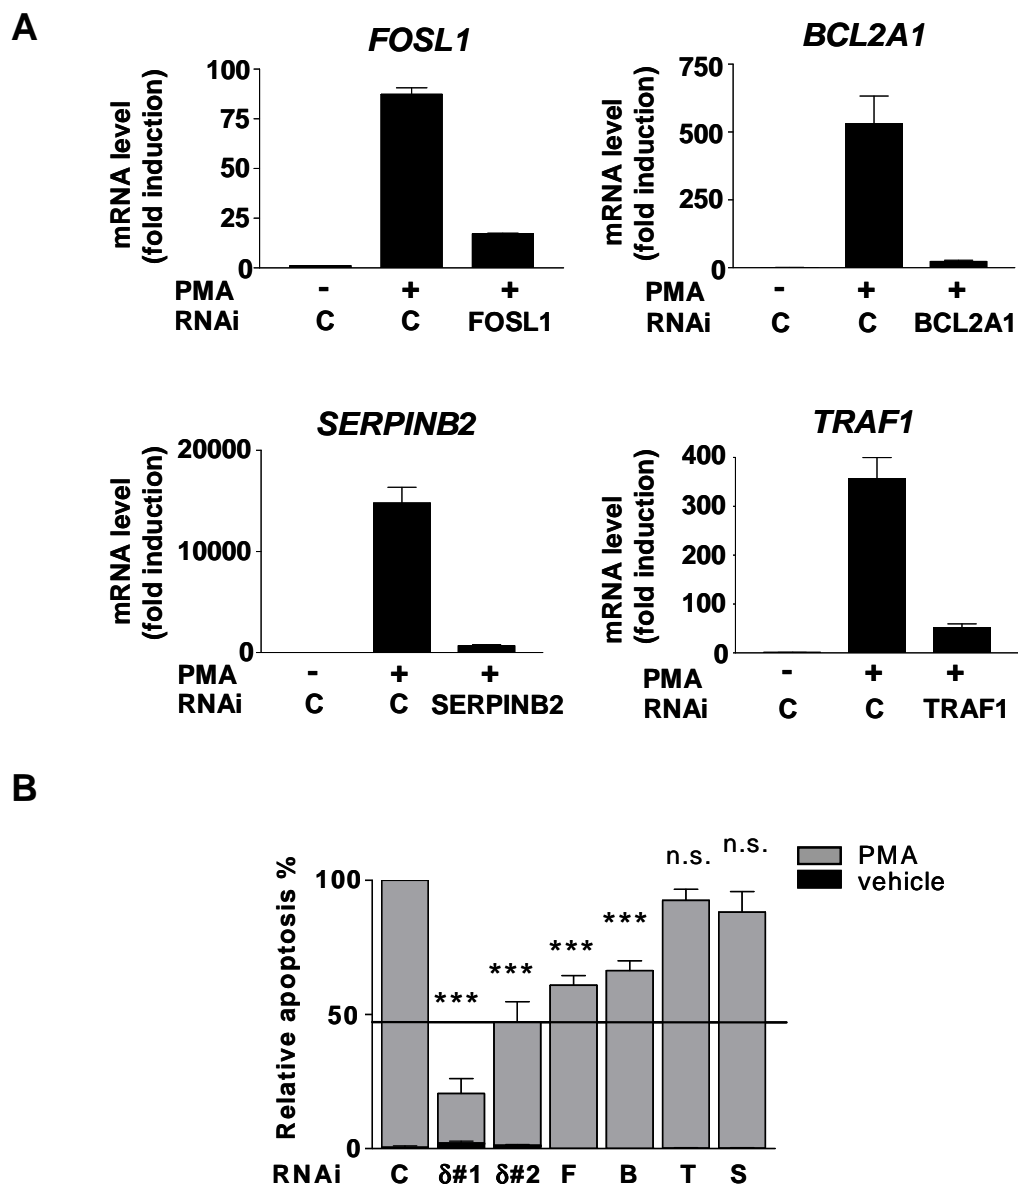 A
FOSL1
mRNA level
(fold induction)
100
75
50
25
0
PMA - + +
RNAi C C FOSL1
BCL2A1
mRNA level
(fold induction)
750
500
250
0
PMA - + +
RNAi C C BCL2A1
SERPINB2
mRNA level
(fold induction)
20000
10000
0
PMA - + +
RNAi C C SERPINB2
TRAF1
mRNA level
(fold induction)
400
300
200
100
0
PMA - + +
RNAi C C TRAF1
B
Relative apoptosis %
100
50
0
*** *** *** *** n.s. n.s.
PMA
vehicle
RNAi C δ#1 δ#2 F B T S